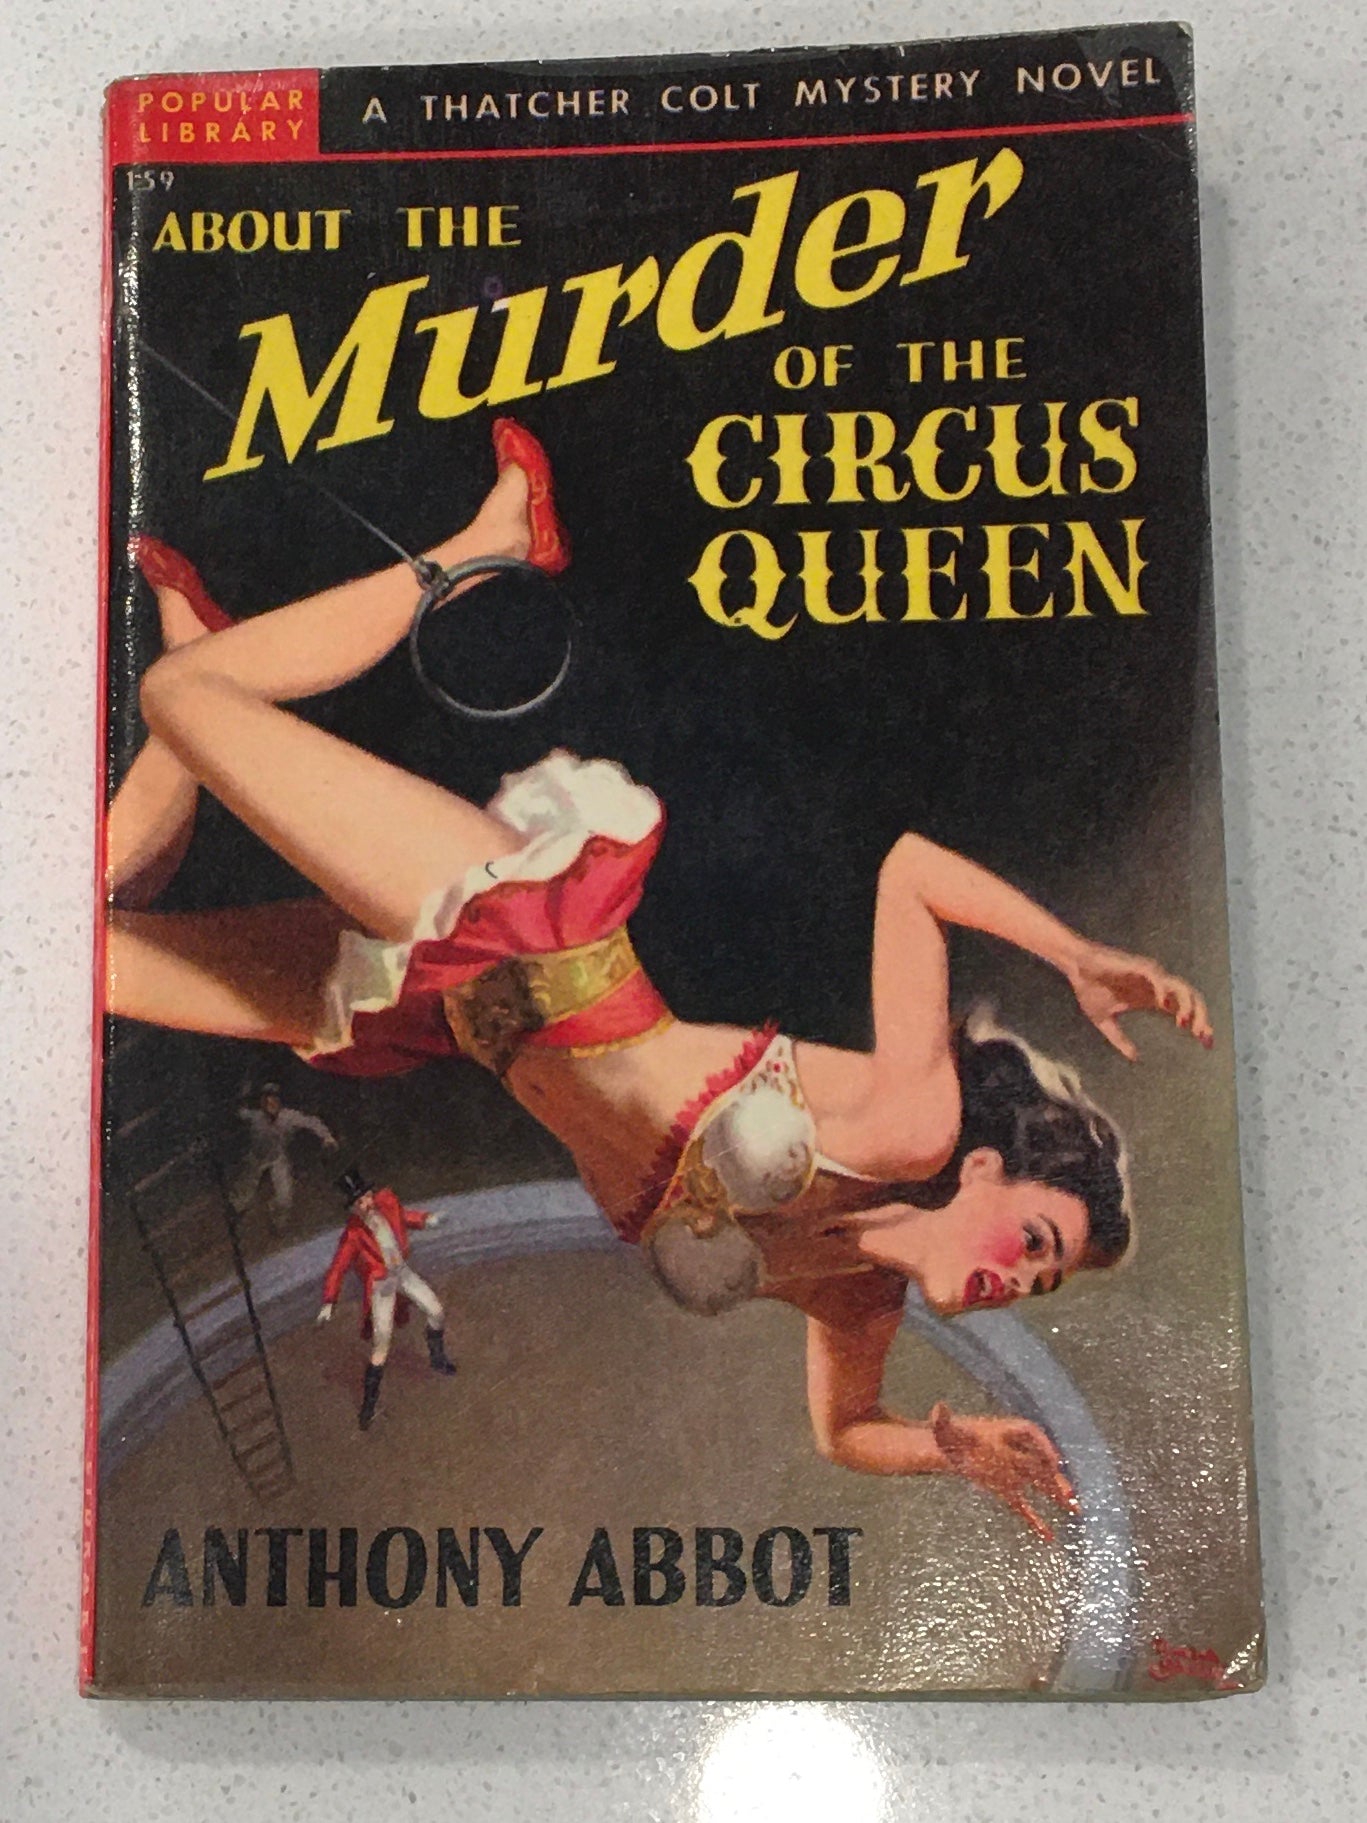 POPULAR
LIBRARY
A THATCHER COLT MYSTERY NOVEL
159
ABOUT THE
Murder
OF THE
CIRCUS
QUEEN
ANTHONY ABBOT